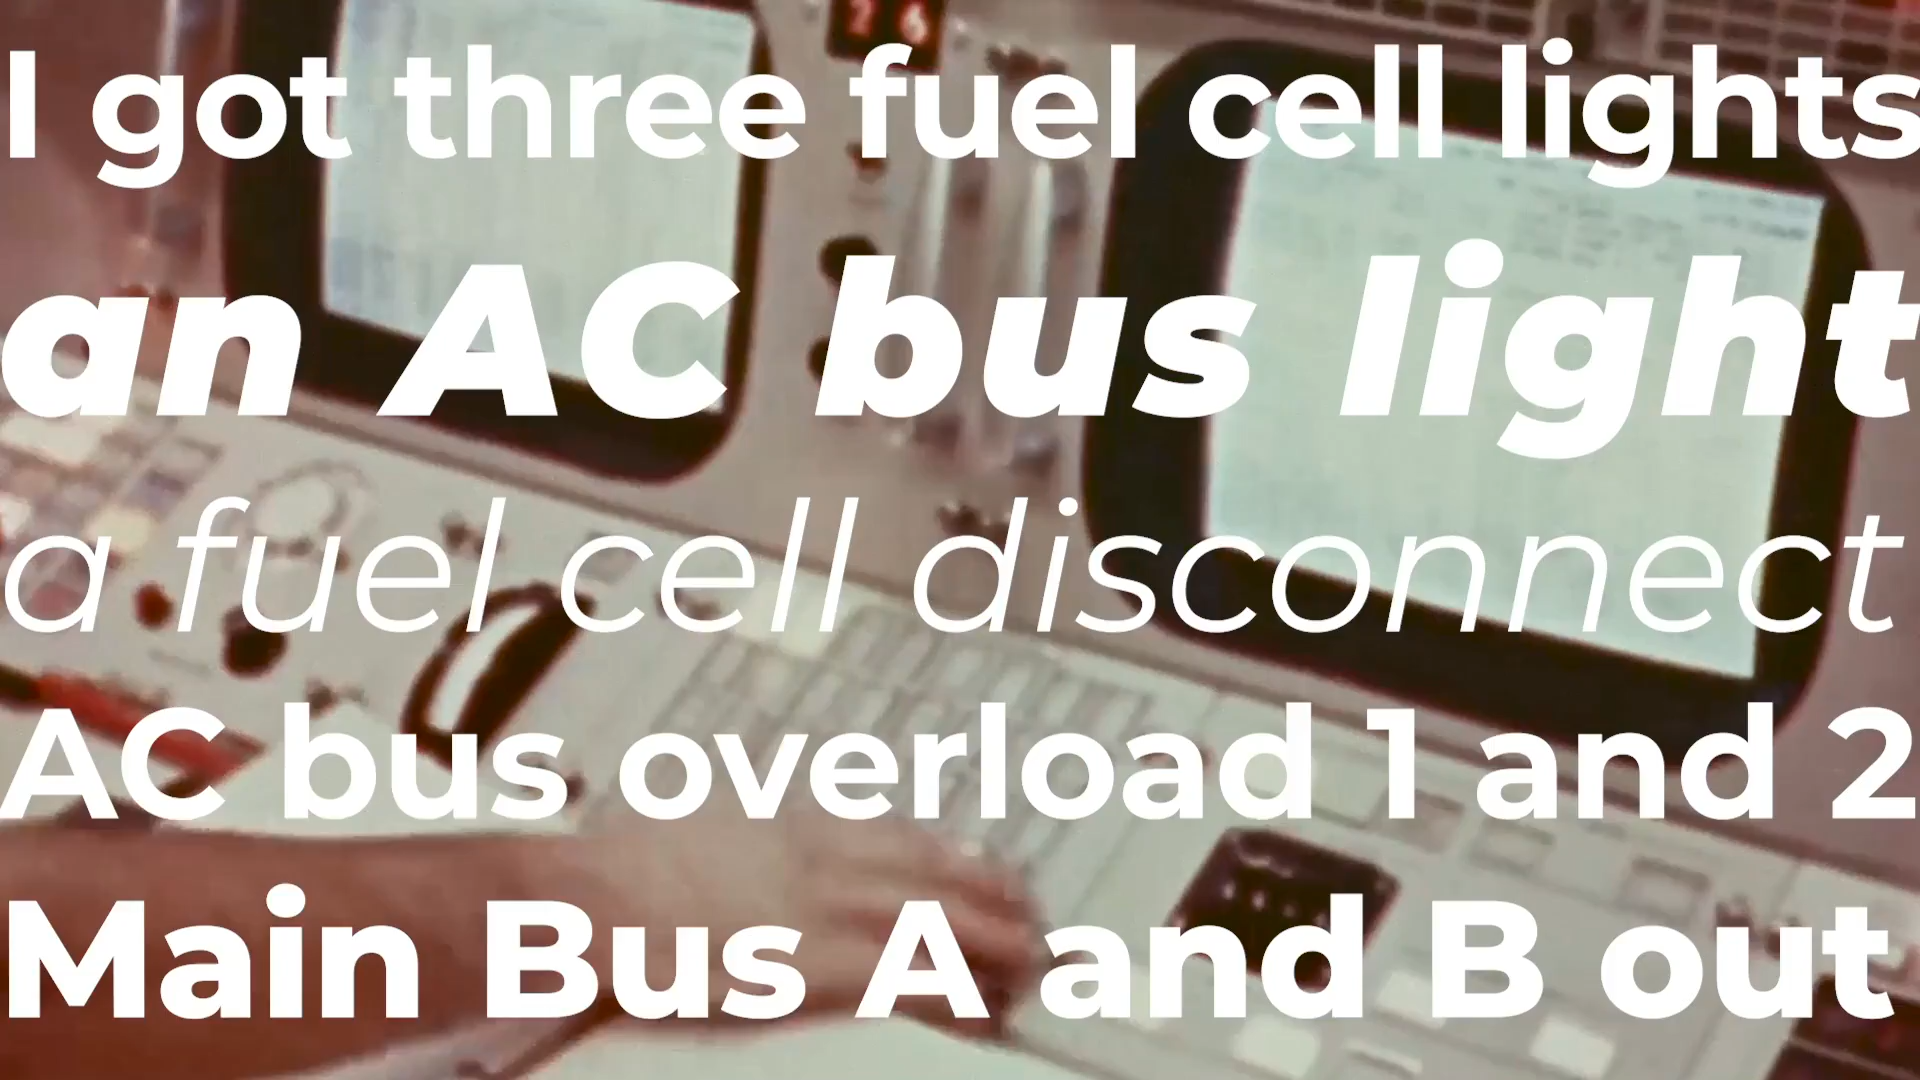 I got three fuel cell lights
an AC bus light
a fuel cell disconnect
AC bus overload 1 and 2
Main Bus A and B out